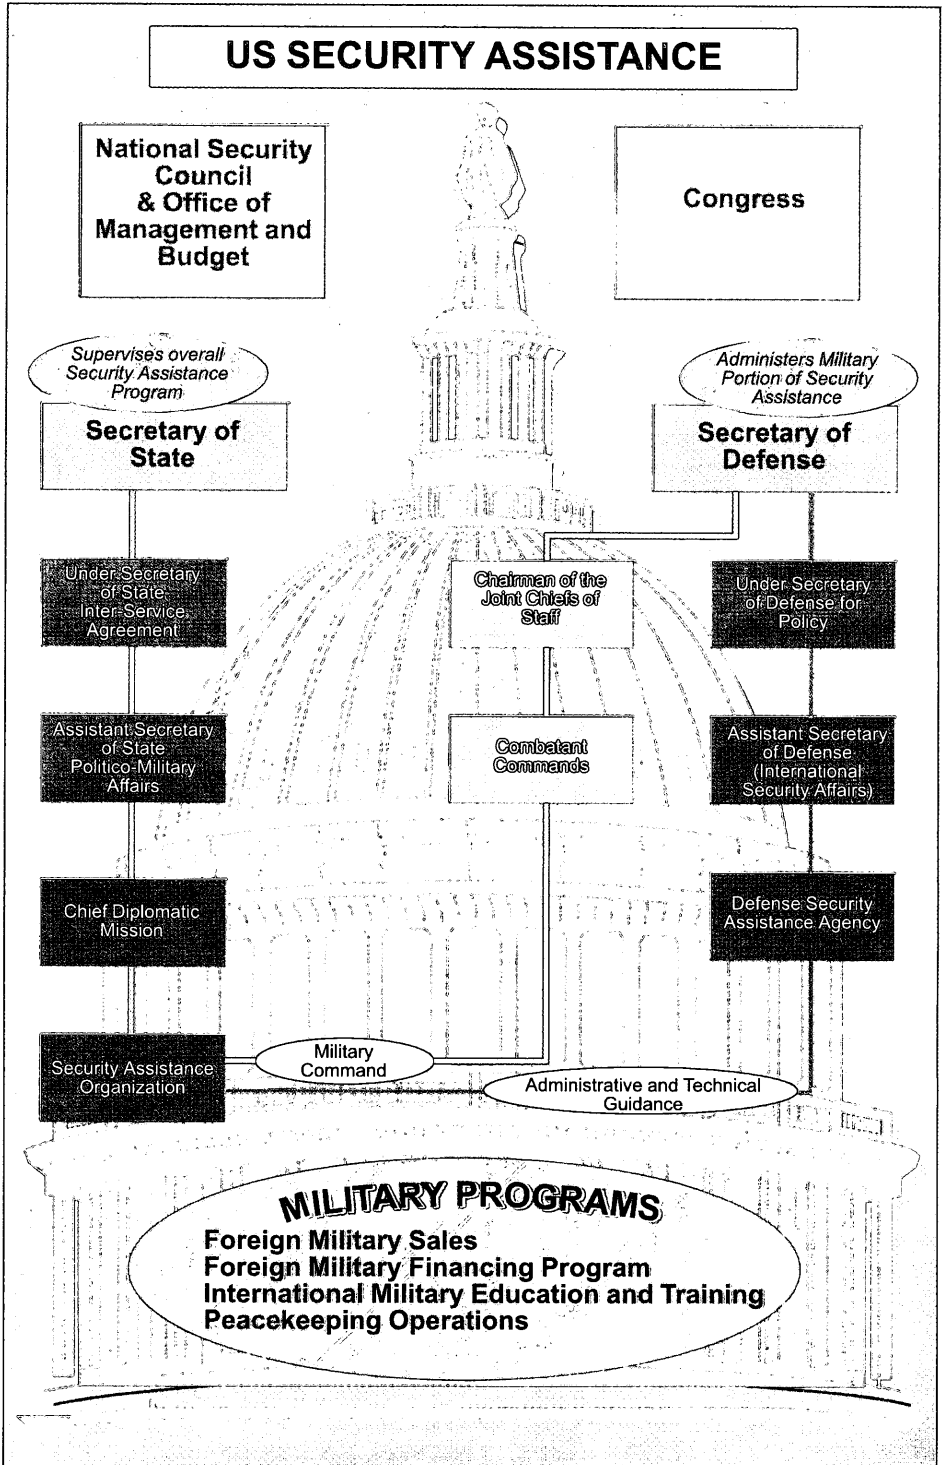 US SECURITY ASSISTANCE
National Security
Council
& Office of
Management and
Budget
Congress
Supervises overall
Security Assistance
Program
Secretary of
State
Administers Military
Portion of Security
Assistance
Secretary of
Defense
Under Secretary
of State
Inter-Service
Agreement
Chairman of the
Joint Chiefs of
Staff
Under Secretary
of Defense for
Policy
Assistant Secretary
of State
Politico-Military
Affairs
Combatant
Commands
Assistant Secretary
of Defense
(International
Security Affairs)
Chief Diplomatic
Mission
Defense Security
Assistance Agency
Security Assistance
Organization
Military
Command
Administrative and Technical
Guidance
MILITARY PROGRAMS
Foreign Military Sales
Foreign Military Financing Program
International Military Education and Training
Peacekeeping Operations